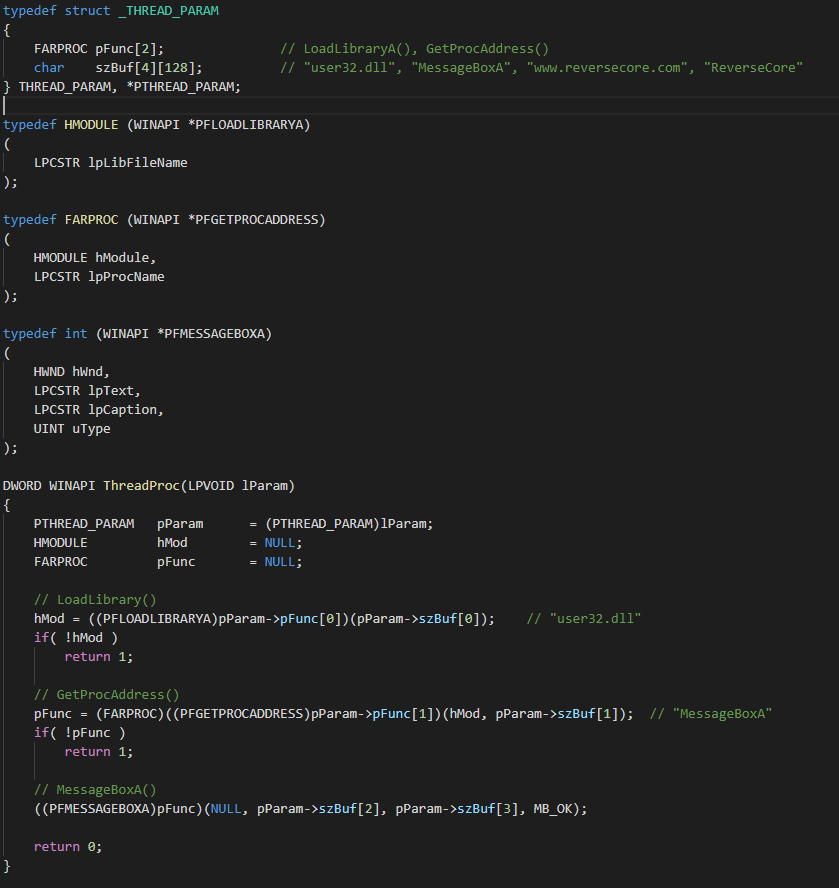 typedef struct _THREAD_PARAM
{
    FARPROC pFunc[2];               // LoadLibraryA(), GetProcAddress()
    char    szBuf[4][128];          // "user32.dll", "MessageBoxA", "www.reversecore.com", "ReverseCore"
} THREAD_PARAM, *PTHREAD_PARAM;

typedef HMODULE (WINAPI *PFLOADLIBRARYA)
(
    LPCSTR lpLibFileName
);

typedef FARPROC (WINAPI *PFGETPROCADDRESS)
(
    HMODULE hModule,
    LPCSTR lpProcName
);

typedef int (WINAPI *PFMESSAGEBOXA)
(
    HWND hWnd,
    LPCSTR lpText,
    LPCSTR lpCaption,
    UINT uType
);

DWORD WINAPI ThreadProc(LPVOID lParam)
{
    PTHREAD_PARAM   pParam      = (PTHREAD_PARAM)lParam;
    HMODULE         hMod        = NULL;
    FARPROC         pFunc       = NULL;

    // LoadLibrary()
    hMod = ((PFLOADLIBRARYA)pParam->pFunc[0])(pParam->szBuf[0]);    // "user32.dll"
    if( !hMod )
        return 1;

    // GetProcAddress()
    pFunc = (FARPROC)((PFGETPROCADDRESS)pParam->pFunc[1])(hMod, pParam->szBuf[1]);  // "MessageBoxA"
    if( !pFunc )
        return 1;

    // MessageBoxA()
    ((PFMESSAGEBOXA)pFunc)(NULL, pParam->szBuf[2], pParam->szBuf[3], MB_OK);

    return 0;
}